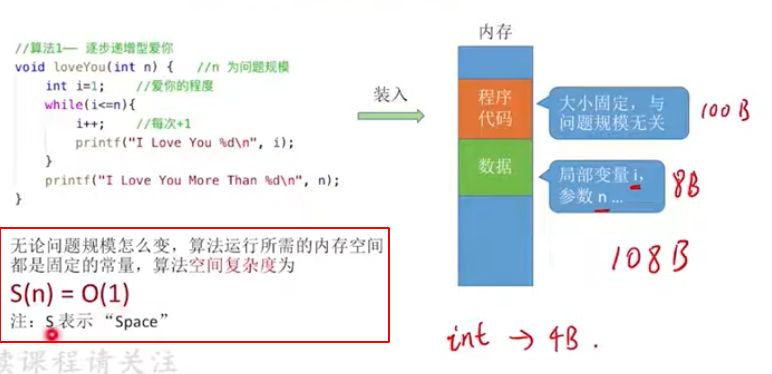 //算法1—— 逐步递增型爱你
void loveYou(int n) { //n 为问题规模
int i=1; //爱你的程度
while(i<=n){
i++; //每次+1
printf("I Love You %d\n", i);
}
printf("I Love You More Than %d\n", n);
}
装入
内存
程序
代码
数据
大小固定，与
问题规模无关
100B
局部变量 i，
参数 n ...
8B
108B
int → 4B.
无论问题规模怎么变，算法运行所需的内存空间
都是固定的常量，算法空间复杂度为
S(n) = O(1)
注：S 表示 “Space”
读课程请关注